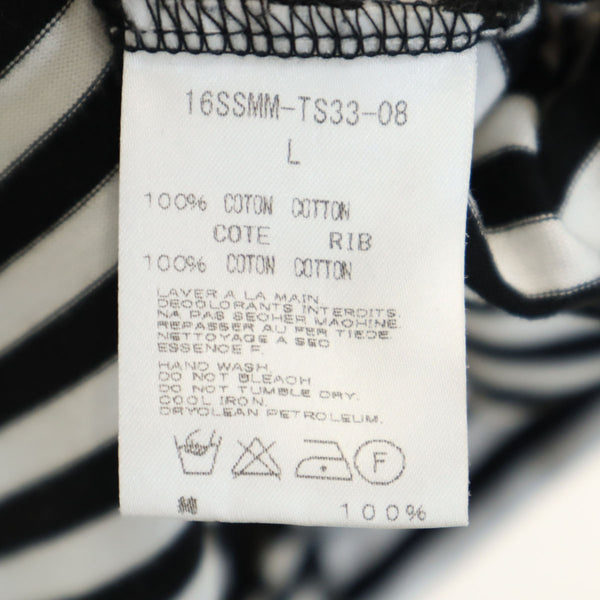 16SSMM-TS33-08
L
100% COTON COTTON
COTE RIB
100% COTON COTTON
LAVER A LA MAIN.
DECOLORANTS INTERDITS.
NA PAS SECHER MACHINE.
REPASSER AU FER TIEDE.
NETTOYAGE A SEC
ESSENCE F.
HAND WASH
DO NOT BLEACH
DO NOT TUMBLE DRY.
COOL IRON.
DRYCLEAN PETROLEUM.
F
100%